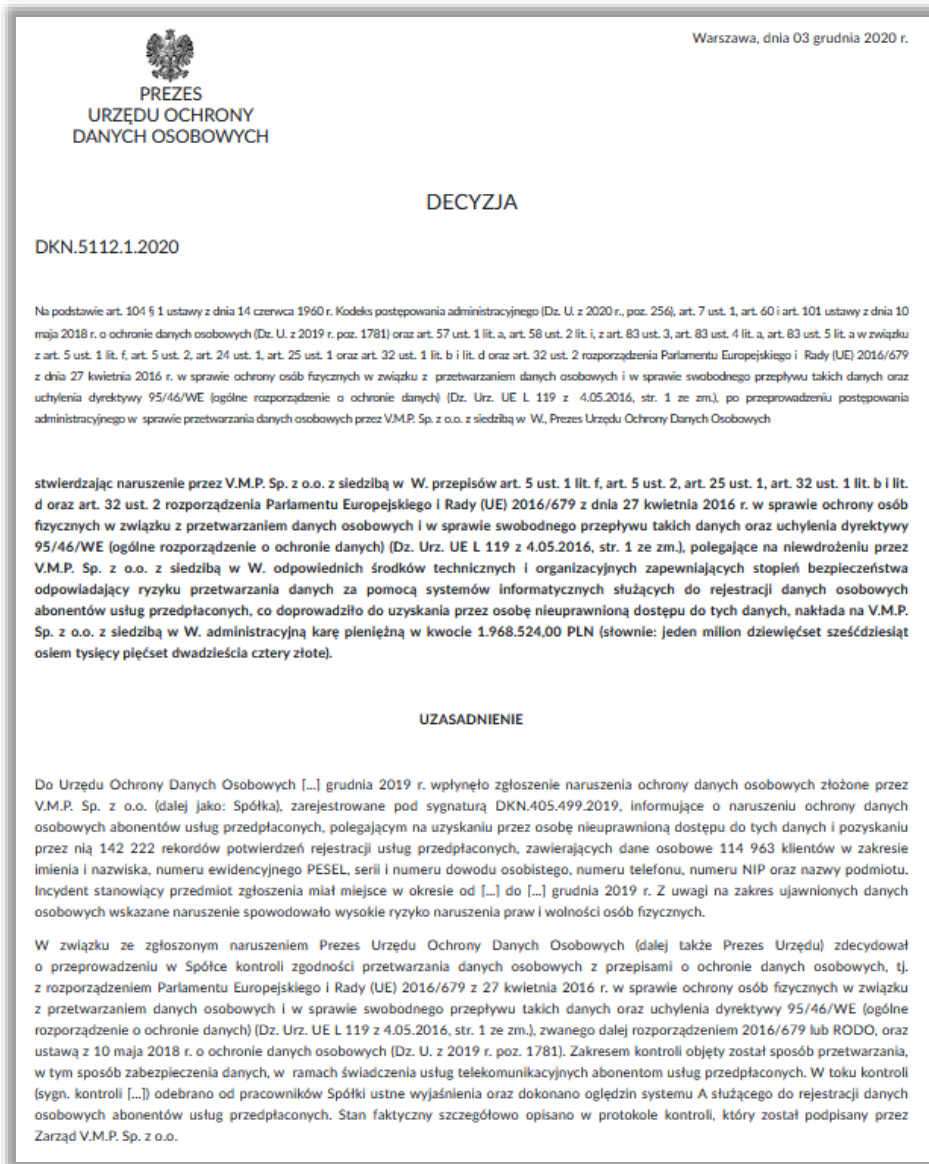 Warszawa, dnia 03 grudnia 2020 r.
PREZES
URZĘDU OCHRONY
DANYCH OSOBOWYCH
DECYZJA
DKN.5112.1.2020
Na podstawie art. 104 § 1 ustawy z dnia 14 czerwca 1960 r. Kodeks postępowania administracyjnego (Dz. U. z 2020 r., poz. 256), art. 7 ust. 1, art. 60 i art. 101 ustawy z dnia 10
maja 2018 r. o ochronie danych osobowych (Dz. U. z 2019 r. poz. 1781) oraz art. 57 ust. 1 lit. a, art. 58 ust. 2 lit. i, z art. 83 ust. 3, art. 83 ust. 4 lit. a, art. 83 ust. 5 lit. a w związku
z art. 5 ust. 1 lit. f, art. 5 ust. 2, art. 24 ust. 1, art. 25 ust. 1 oraz art. 32 ust. 1 lit. b i lit. d oraz art. 32 ust. 2 rozporządzenia Parlamentu Europejskiego i Rady (UE) 2016/679
z dnia 27 kwietnia 2016 r. w sprawie ochrony osób fizycznych w związku z przetwarzaniem danych osobowych i w sprawie swobodnego przepływu takich danych oraz
uchylenia dyrektywy 95/46/WE (ogólne rozporządzenie o ochronie danych) (Dz. Urz. UE L 119 z 4.05.2016, str. 1 ze zm.), po przeprowadzeniu postępowania
administracyjnego w sprawie przetwarzania danych osobowych przez V.M.P. Sp. z o.o. z siedzibą w W., Prezes Urzędu Ochrony Danych Osobowych
stwierdzając naruszenie przez V.M.P. Sp. z o.o. z siedzibą w W. przepisów art. 5 ust. 1 lit. f, art. 5 ust. 2, art. 25 ust. 1, art. 32 ust. 1 lit. b i lit.
d oraz art. 32 ust. 2 rozporządzenia Parlamentu Europejskiego i Rady (UE) 2016/679 z dnia 27 kwietnia 2016 r. w sprawie ochrony osób
fizycznych w związku z przetwarzaniem danych osobowych i w sprawie swobodnego przepływu takich danych oraz uchylenia dyrektywy
95/46/WE (ogólne rozporządzenie o ochronie danych) (Dz. Urz. UE L 119 z 4.05.2016, str. 1 ze zm.), polegające na niewdrożeniu przez
V.M.P. Sp. z o.o. z siedzibą w W. odpowiednich środków technicznych i organizacyjnych zapewniających stopień bezpieczeństwa
odpowiadający ryzyku przetwarzania danych za pomocą systemów informatycznych służących do rejestracji danych osobowych
abonentów usług przedpłaconych, co doprowadziło do uzyskania przez osobę nieuprawnioną dostępu do tych danych, nakłada na V.M.P.
Sp. z o.o. z siedzibą w W. administracyjną karę pieniężną w kwocie 1.968.524,00 PLN (słownie: jeden milion dziewięćset sześćdziesiąt
osiem tysięcy pięćset dwadzieścia cztery złote).
UZASADNIENIE
Do Urzędu Ochrony Danych Osobowych [...] grudnia 2019 r. wpłynęło zgłoszenie naruszenia ochrony danych osobowych złożone przez
V.M.P. Sp. z o.o. (dalej jako: Spółka), zarejestrowane pod sygnaturą DKN.405.499.2019, informujące o naruszeniu ochrony danych
osobowych abonentów usług przedpłaconych, polegającym na uzyskaniu przez osobę nieuprawnioną dostępu do tych danych i pozyskaniu
przez nią 142 222 rekordów potwierdzeń rejestracji usług przedpłaconych, zawierających dane osobowe 114 963 klientów w zakresie
imienia i nazwiska, numeru ewidencyjnego PESEL, serii i numeru dowodu osobistego, numeru telefonu, numeru NIP oraz nazwy podmiotu.
Incydent stanowiący przedmiot zgłoszenia miał miejsce w okresie od [...] do [...] grudnia 2019 r. Z uwagi na zakres ujawnionych danych
osobowych wskazane naruszenie spowodowało wysokie ryzyko naruszenia praw i wolności osób fizycznych.
W związku ze zgłoszonym naruszeniem Prezes Urzędu Ochrony Danych Osobowych (dalej także Prezes Urzędu) zdecydował
o przeprowadzeniu w Spółce kontroli zgodności przetwarzania danych osobowych z przepisami o ochronie danych osobowych, tj.
z rozporządzeniem Parlamentu Europejskiego i Rady (UE) 2016/679 z 27 kwietnia 2016 r. w sprawie ochrony osób fizycznych w związku
z przetwarzaniem danych osobowych i w sprawie swobodnego przepływu takich danych oraz uchylenia dyrektywy 95/46/WE (ogólne
rozporządzenie o ochronie danych) (Dz. Urz. UE L 119 z 4.05.2016, str. 1 ze zm.), zwanego dalej rozporządzeniem 2016/679 lub RODO, oraz
ustawą z 10 maja 2018 r. o ochronie danych osobowych (Dz. U. z 2019 r. poz. 1781). Zakresem kontroli objęty został sposób przetwarzania,
w tym sposób zabezpieczenia danych, w ramach świadczenia usług telekomunikacyjnych abonentom usług przedpłaconych. W toku kontroli
(sygn. kontroli [...]) odebrano od pracowników Spółki ustne wyjaśnienia oraz dokonano oględzin systemu A służącego do rejestracji danych
osobowych abonentów usług przedpłaconych. Stan faktyczny szczegółowo opisano w protokole kontroli, który został podpisany przez
Zarząd V.M.P. Sp. z o.o.